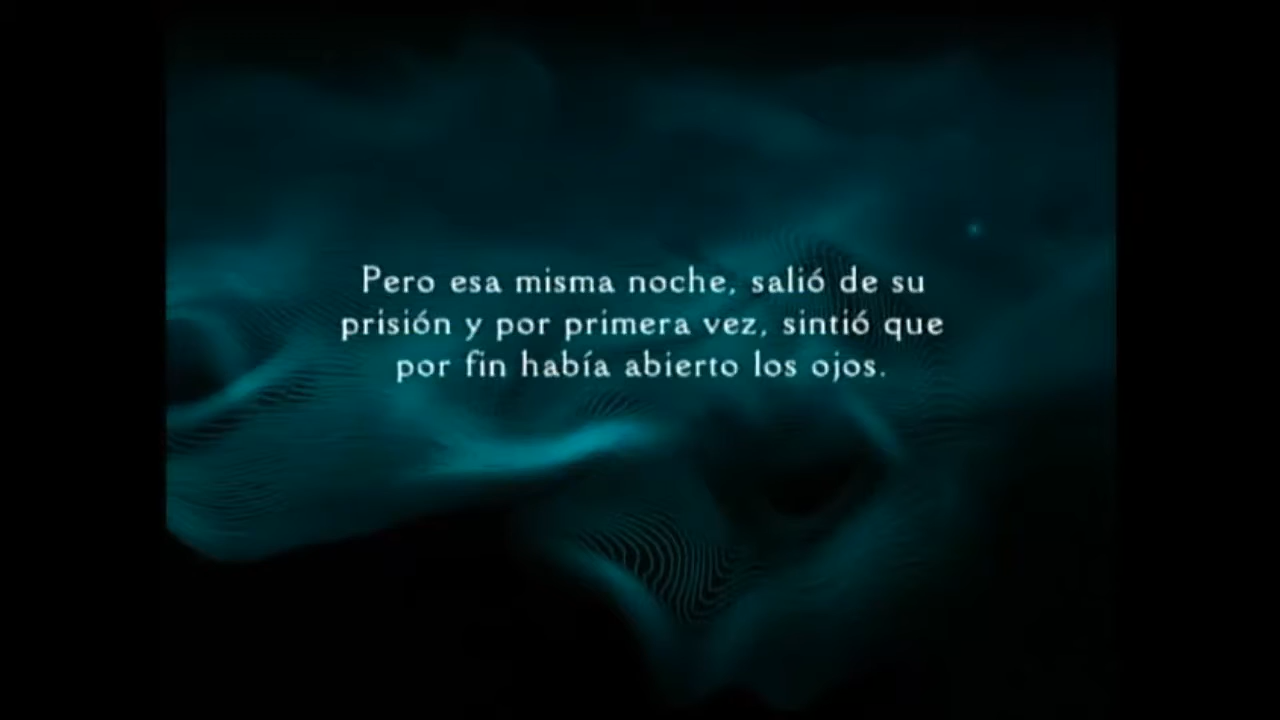 Pero esa misma noche, salió de su
prisión y por primera vez, sintió que
por fin había abierto los ojos.